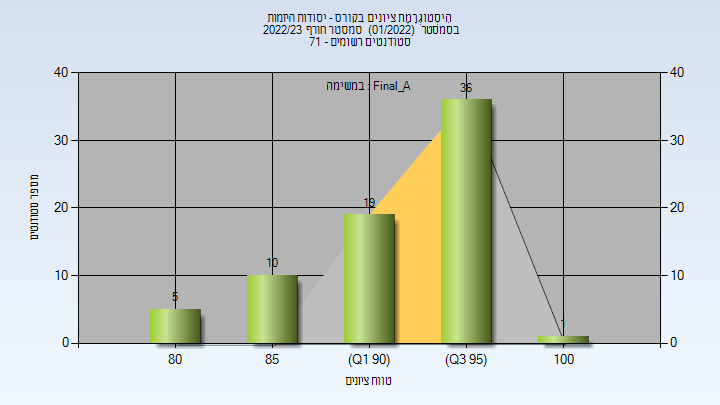 היסטוגרמת ציונים בקורס - יסודות היזמות
בסמסטר (01/2022) סמסטר חורף 2022/23
סטודנטים רשומים - 71
במשימה : Final_A
40
30
20
10
0
40
30
20
10
0
מספר סטודנטים
5
10
19
36
1
80
85
(Q1 90)
(Q3 95)
100
טווח ציונים